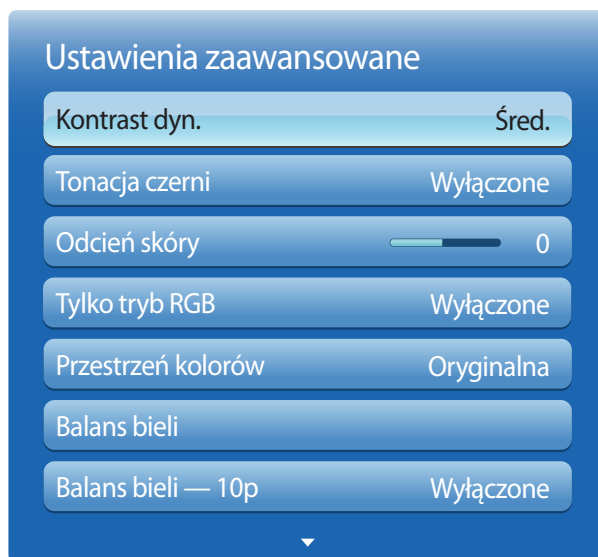 Ustawienia zaawansowane
Kontrast dyn. Śred.
Tonacja czerni Wyłączone
Odcień skóry 0
Tylko tryb RGB Wyłączone
Przestrzeń kolorów Oryginalna
Balans bieli
Balans bieli — 10p Wyłączone